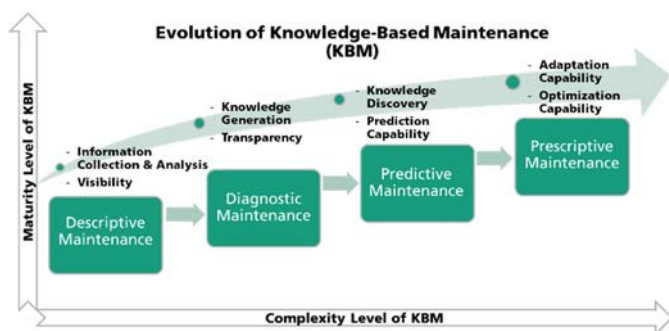 Evolution of Knowledge-Based Maintenance
(KBM)
Maturity Level of KBM
- Information
Collection & Analysis
- Visibility
- Knowledge
Generation
- Transparency
- Knowledge
Discovery
- Prediction
Capability
- Adaptation
Capability
- Optimization
Capability
Descriptive
Maintenance
Diagnostic
Maintenance
Predictive
Maintenance
Prescriptive
Maintenance
Complexity Level of KBM